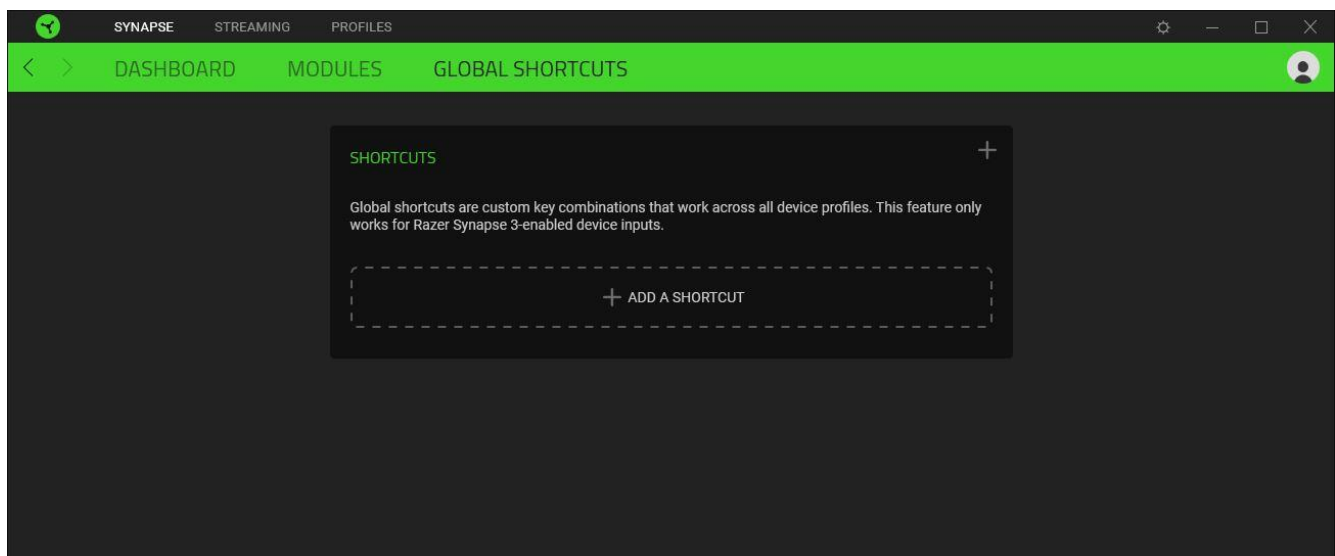 SYNAPSE STREAMING PROFILES
DASHBOARD MODULES GLOBAL SHORTCUTS
SHORTCUTS
Global shortcuts are custom key combinations that work across all device profiles. This feature only
works for Razer Synapse 3-enabled device inputs.
ADD A SHORTCUT